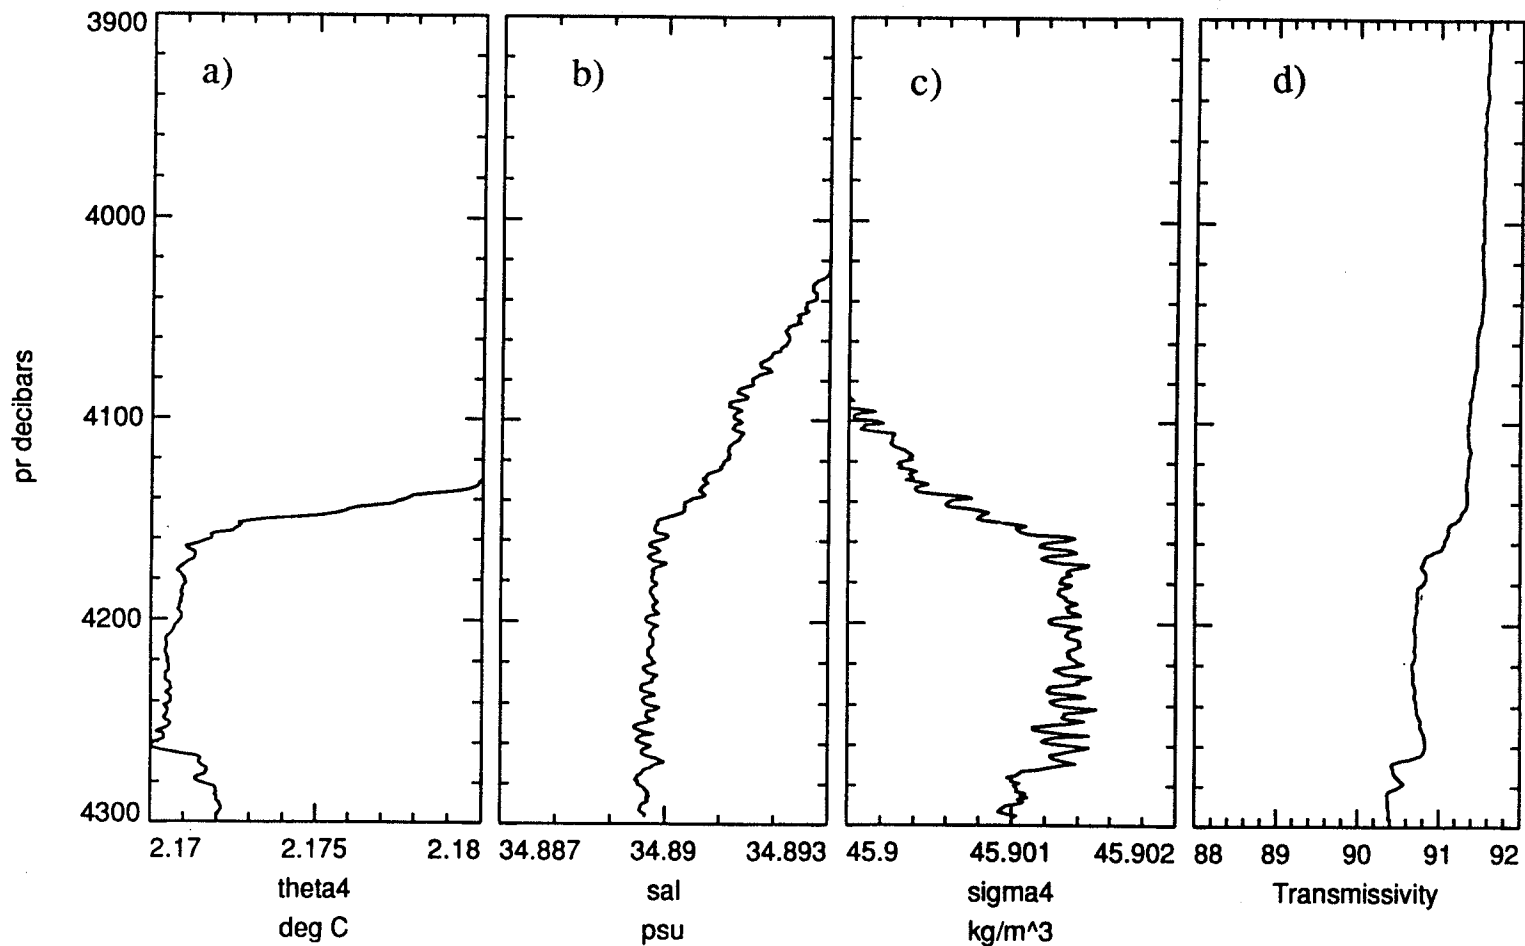 3900
4000
4100
4200
4300
pr decibars
a)
b)
c)
d)
2.17 2.175 2.18
theta4
deg C
34.887 34.89 34.893
sal
psu
45.9 45.901 45.902
sigma4
kg/m^3
88 89 90 91 92
Transmissivity